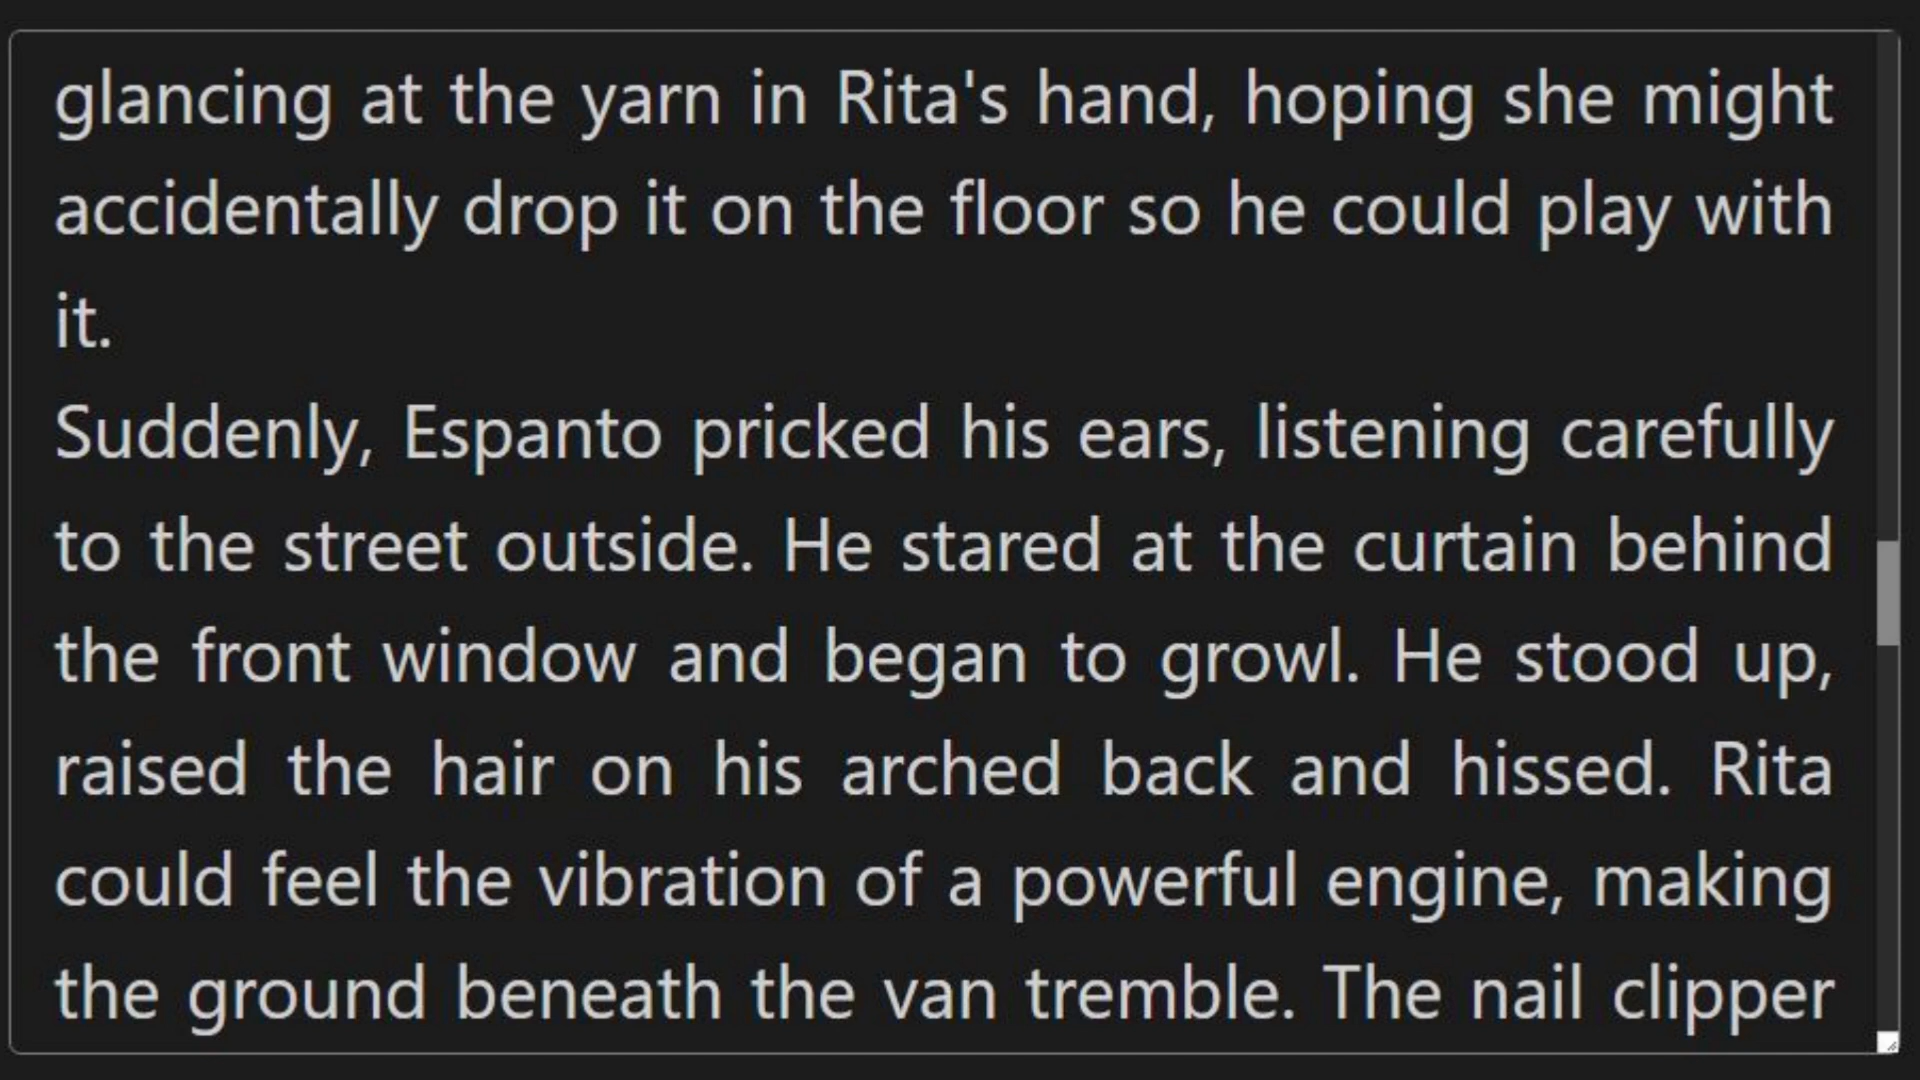 glancing at the yarn in Rita's hand, hoping she might
accidentally drop it on the floor so he could play with
it.
Suddenly, Espanto pricked his ears, listening carefully
to the street outside. He stared at the curtain behind
the front window and began to growl. He stood up,
raised the hair on his arched back and hissed. Rita
could feel the vibration of a powerful engine, making
the ground beneath the van tremble. The nail clipper